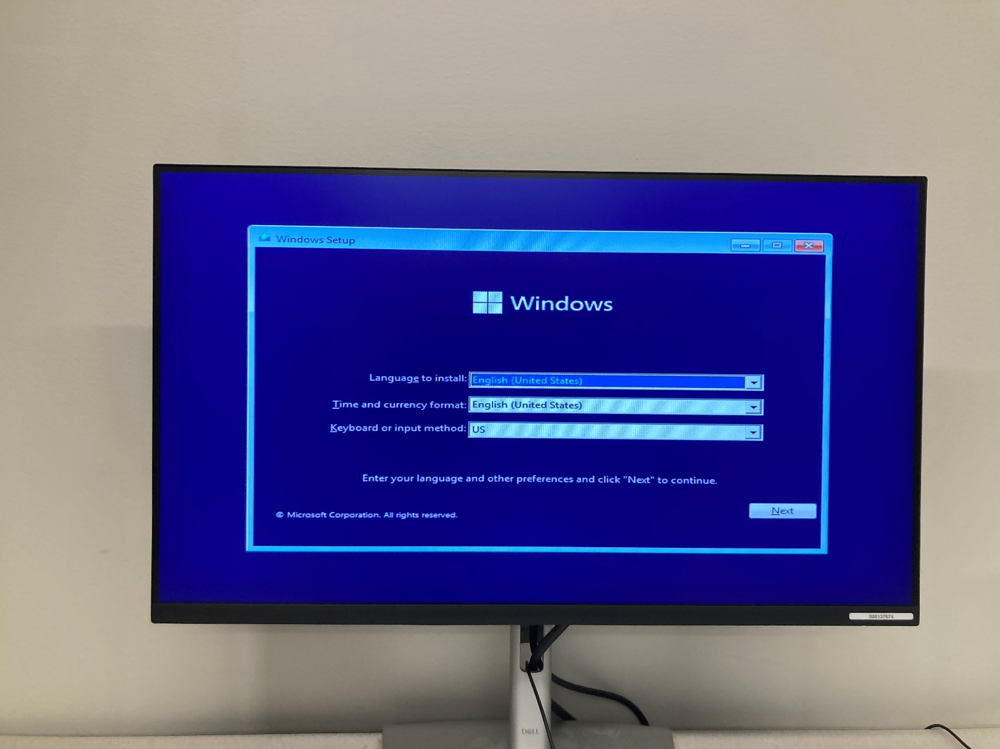 Windows Setup
Windows
Language to install: English (United States)
Time and currency format: English (United States)
Keyboard or input method: US
Enter your language and other preferences and click "Next" to continue.
© Microsoft Corporation. All rights reserved.
Next
DELL